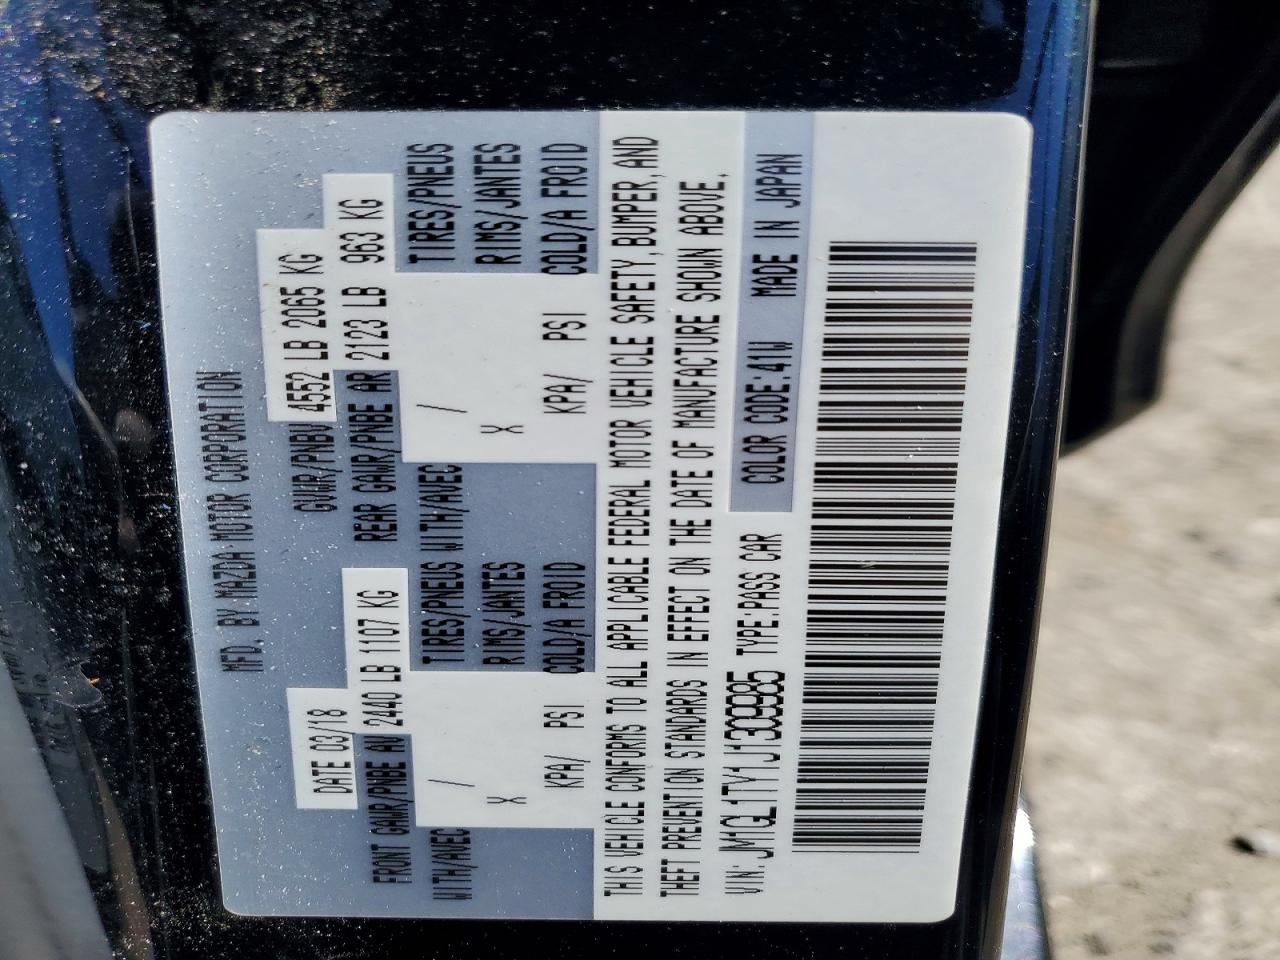 MFD. BY MAZDA MOTOR CORPORATION
DATE 03/18 GVWR/PNBV 4552 LB 2065 KG
FRONT GAWR/PNBE AV 2440 LB 1107 KG REAR GAWR/PNBE AR 2123 LB 963 KG
WITH/AVEC / TIRES/PNEUS WITH/AVEC / TIRES/PNEUS
X RIMS/JANTES X RIMS/JANTES
KPA/ PSI COLD/A FROID KPA/ PSI COLD/A FROID
THIS VEHICLE CONFORMS TO ALL APPLICABLE FEDERAL MOTOR VEHICLE SAFETY, BUMPER, AND
THEFT PREVENTION STANDARDS IN EFFECT ON THE DATE OF MANUFACTURE SHOWN ABOVE.
VIN: JM1GL1TY1J1309985 TYPE:PASS CAR COLOR CODE:41W MADE IN JAPAN